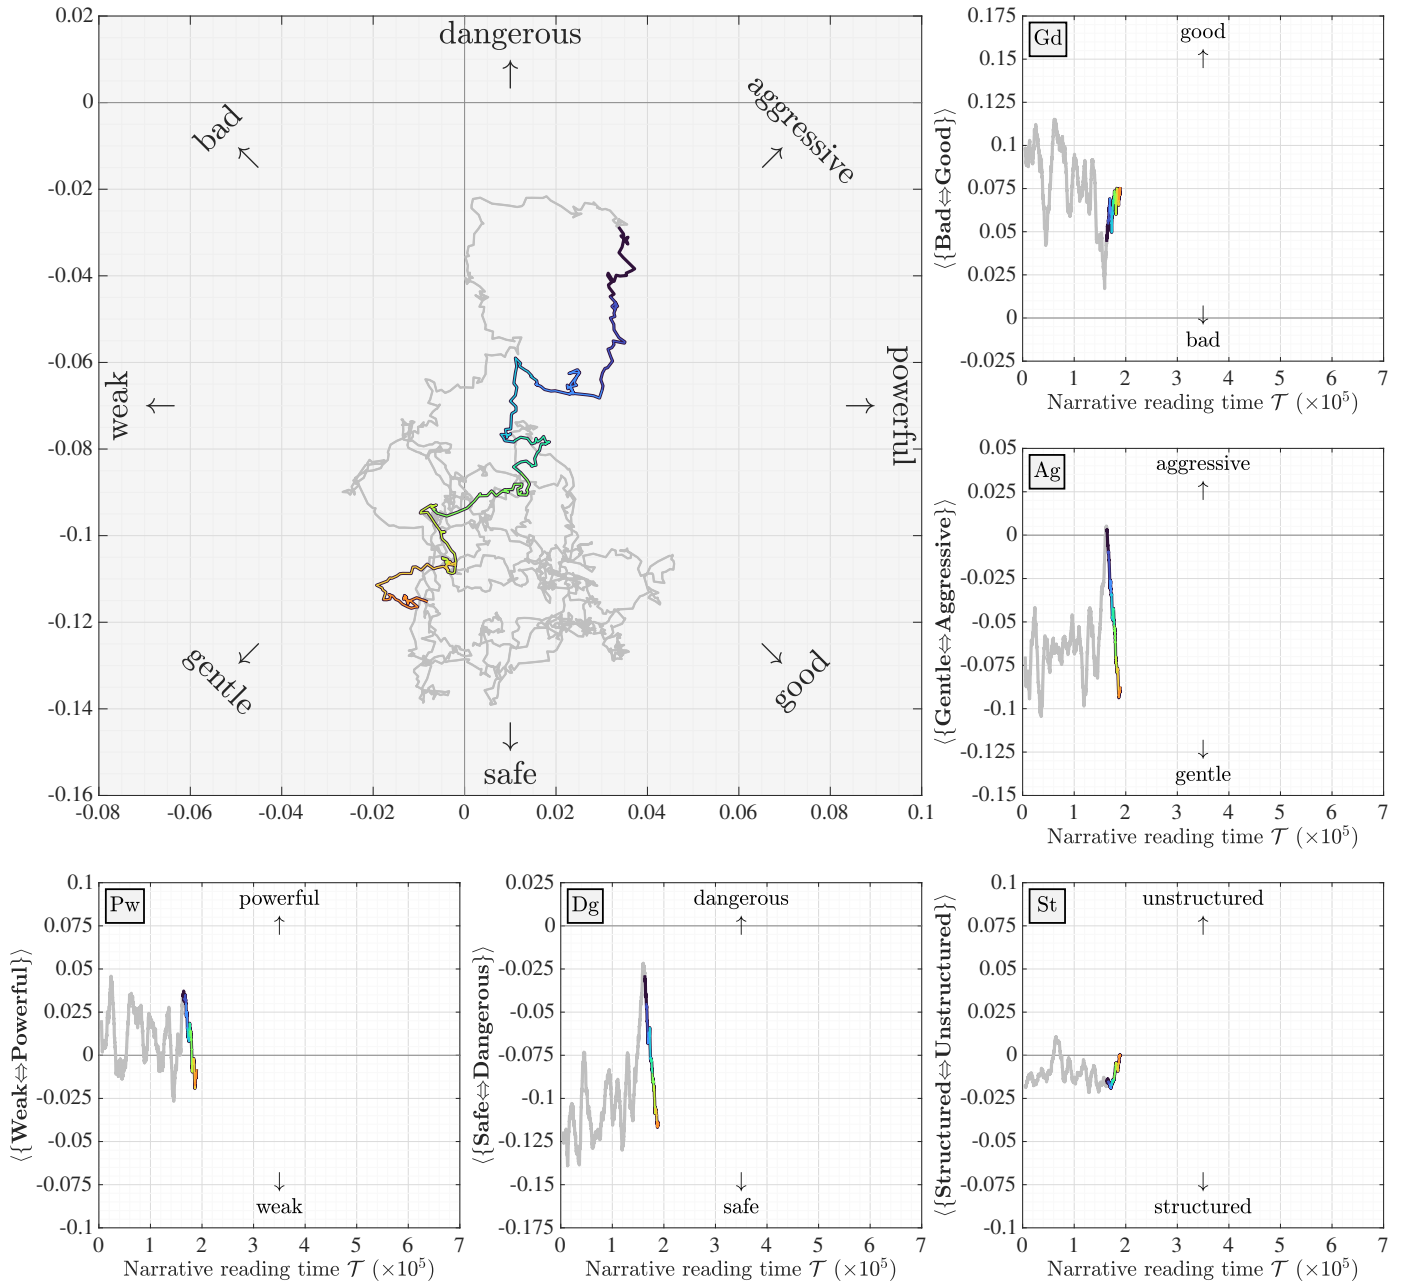 0.02
0
-0.02
-0.04
-0.06
-0.08
-0.1
-0.12
-0.14
-0.16
-0.08
-0.06
-0.04
-0.02
0
0.02
0.04
0.06
0.08
0.1
dangerous
bad
aggressive
weak
powerful
gentle
good
safe
Gd
good
bad
0.175
0.15
0.125
0.1
0.075
0.05
0.025
0
-0.025
0 1 2 3 4 5 6 7
⟨{Bad⇔Good}⟩
Narrative reading time 𝒯 (×10⁵)
Ag
aggressive
gentle
0.05
0.025
0
-0.025
-0.05
-0.075
-0.1
-0.125
-0.15
0 1 2 3 4 5 6 7
⟨{Gentle⇔Aggressive}⟩
Narrative reading time 𝒯 (×10⁵)
Pw
powerful
weak
0.1
0.075
0.05
0.025
0
-0.025
-0.05
-0.075
-0.1
0 1 2 3 4 5 6 7
⟨{Weak⇔Powerful}⟩
Narrative reading time 𝒯 (×10⁵)
Dg
dangerous
safe
0.025
0
-0.025
-0.05
-0.075
-0.1
-0.125
-0.15
-0.175
0 1 2 3 4 5 6 7
⟨{Safe⇔Dangerous}⟩
Narrative reading time 𝒯 (×10⁵)
St
unstructured
structured
0.1
0.075
0.05
0.025
0
-0.025
-0.05
-0.075
-0.1
0 1 2 3 4 5 6 7
⟨{Structured⇔Unstructured}⟩
Narrative reading time 𝒯 (×10⁵)